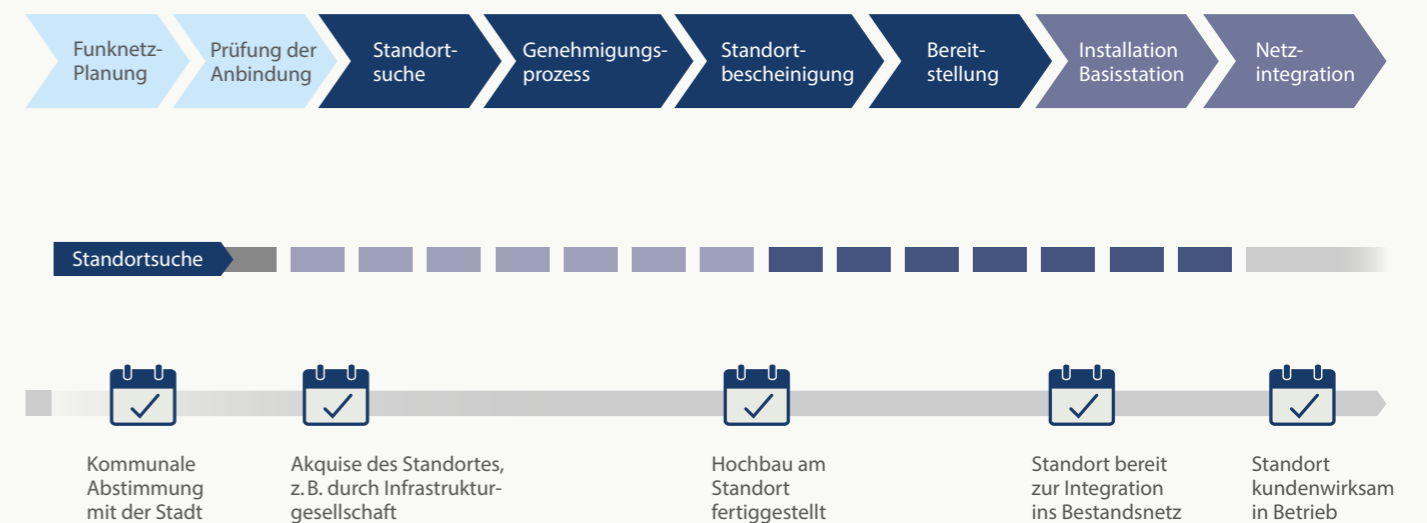 Funknetz-
Planung
Prüfung der
Anbindung
Standort-
suche
Genehmigungs-
prozess
Standort-
bescheinigung
Bereit-
stellung
Installation
Basisstation
Netz-
integration
Standortsuche
Kommunale
Abstimmung
mit der Stadt
Akquise des Standortes,
z. B. durch Infrastruktur-
gesellschaft
Hochbau am
Standort
fertiggestellt
Standort bereit
zur Integration
ins Bestandsnetz
Standort
kundenwirksam
in Betrieb